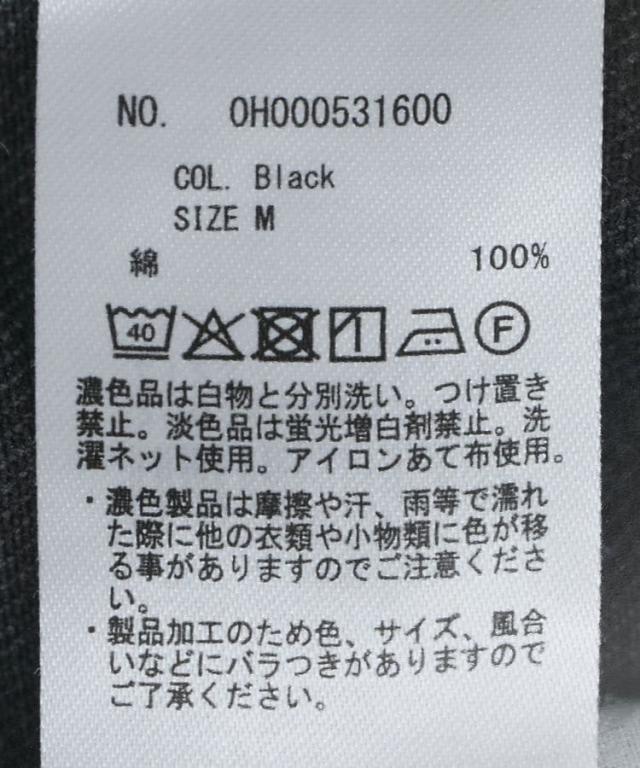 NO. OH000531600
COL. Black
SIZE M
綿 100%
40 F
濃色品は白物と分別洗い。つけ置き
禁止。淡色品は蛍光増白剤禁止。洗
濯ネット使用。アイロンあて布使用。
・濃色製品は摩擦や汗、雨等で濡れ
た際に他の衣類や小物類に色が移
る事がありますのでご注意くださ
い。
・製品加工のため色、サイズ、風合
いなどにバラつきがありますので
ご了承ください。